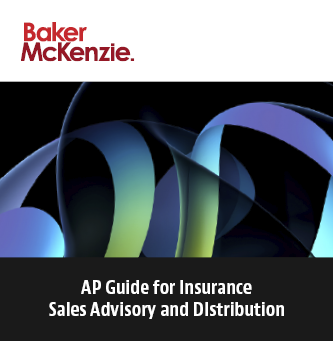 Baker
McKenzie.
AP Guide for Insurance
Sales Advisory and DIstribution